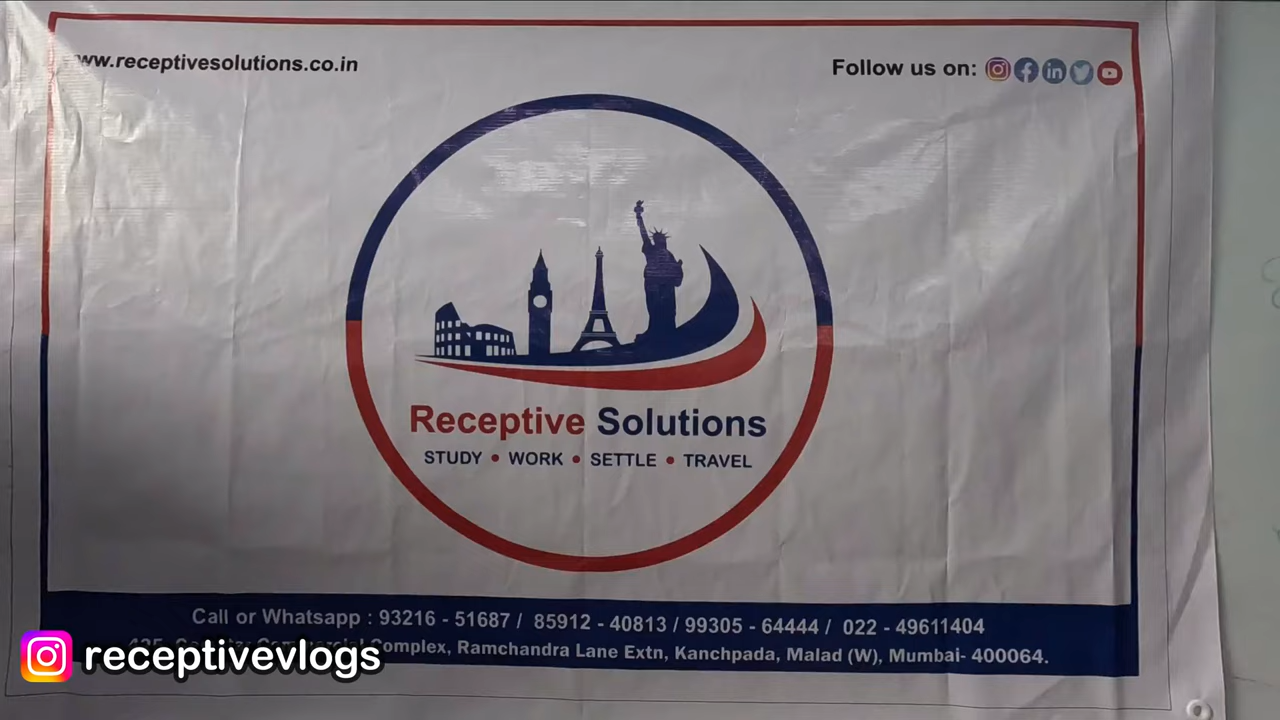 www.receptivesolutions.co.in
Follow us on:
Receptive Solutions
STUDY • WORK • SETTLE • TRAVEL
Call or Whatsapp : 93216 - 51687 / 85912 - 40813 / 99305 - 64444 / 022 - 49611404
Complex, Ramchandra Lane Extn, Kanchpada, Malad (W), Mumbai- 400064.
receptivevlogs